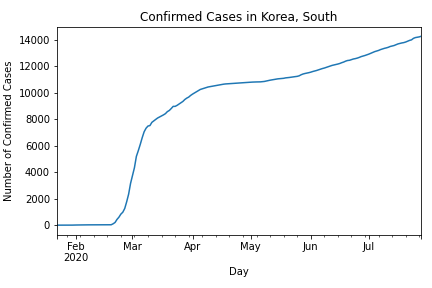 Confirmed Cases in Korea, South
Number of Confirmed Cases
14000
12000
10000
8000
6000
4000
2000
0
Feb Mar Apr May Jun Jul
2020
Day